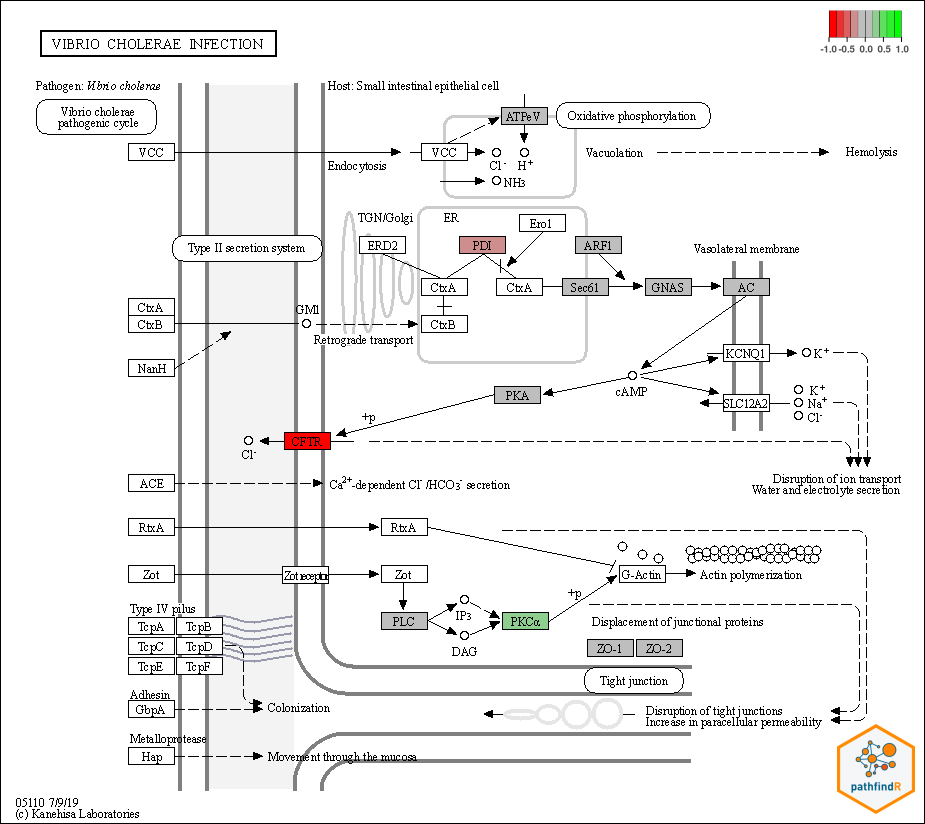 VIBRIO CHOLERAE INFECTION
-1.0 -0.5 0.0 0.5 1.0
Pathogen: Vibrio cholerae
Host: Small intestinal epithelial cell
Vibrio cholerae
pathogenic cycle
ATPeV
Oxidative phosphorylation
VCC
Endocytosis
VCC
Cl-
H+
NH3
Vacuolation
Hemolysis
TGN/Golgi
ER
Ero1
Type II secretion system
ERD2
PDI
ARF1
Vasolateral membrane
CtxA
CtxA
Sec61
GNAS
AC
CtxA
CtxB
GM1
CtxB
Retrograde transport
NanH
KCNQ1
K+
cAMP
PKA
SLC12A2
K+
Na+
Cl-
+p
CFTR
Cl-
ACE
Ca2+-dependent Cl-/HCO3- secretion
Disruption of ion transport
Water and electrolyte secretion
RtxA
RtxA
Zot
Zot receptor
Zot
G-Actin
Actin polymerization
+p
Type IV pilus
TcpA
TcpB
TcpC
TcpD
TcpE
TcpF
PLC
IP3
DAG
PKCα
Displacement of junctional proteins
ZO-1
ZO-2
Tight junction
Adhesin
GbpA
Colonization
Disruption of tight junctions
Increase in paracellular permeability
Metalloprotease
Hap
Movement through the mucosa
pathfindR
05110 7/9/19
(c) Kanehisa Laboratories